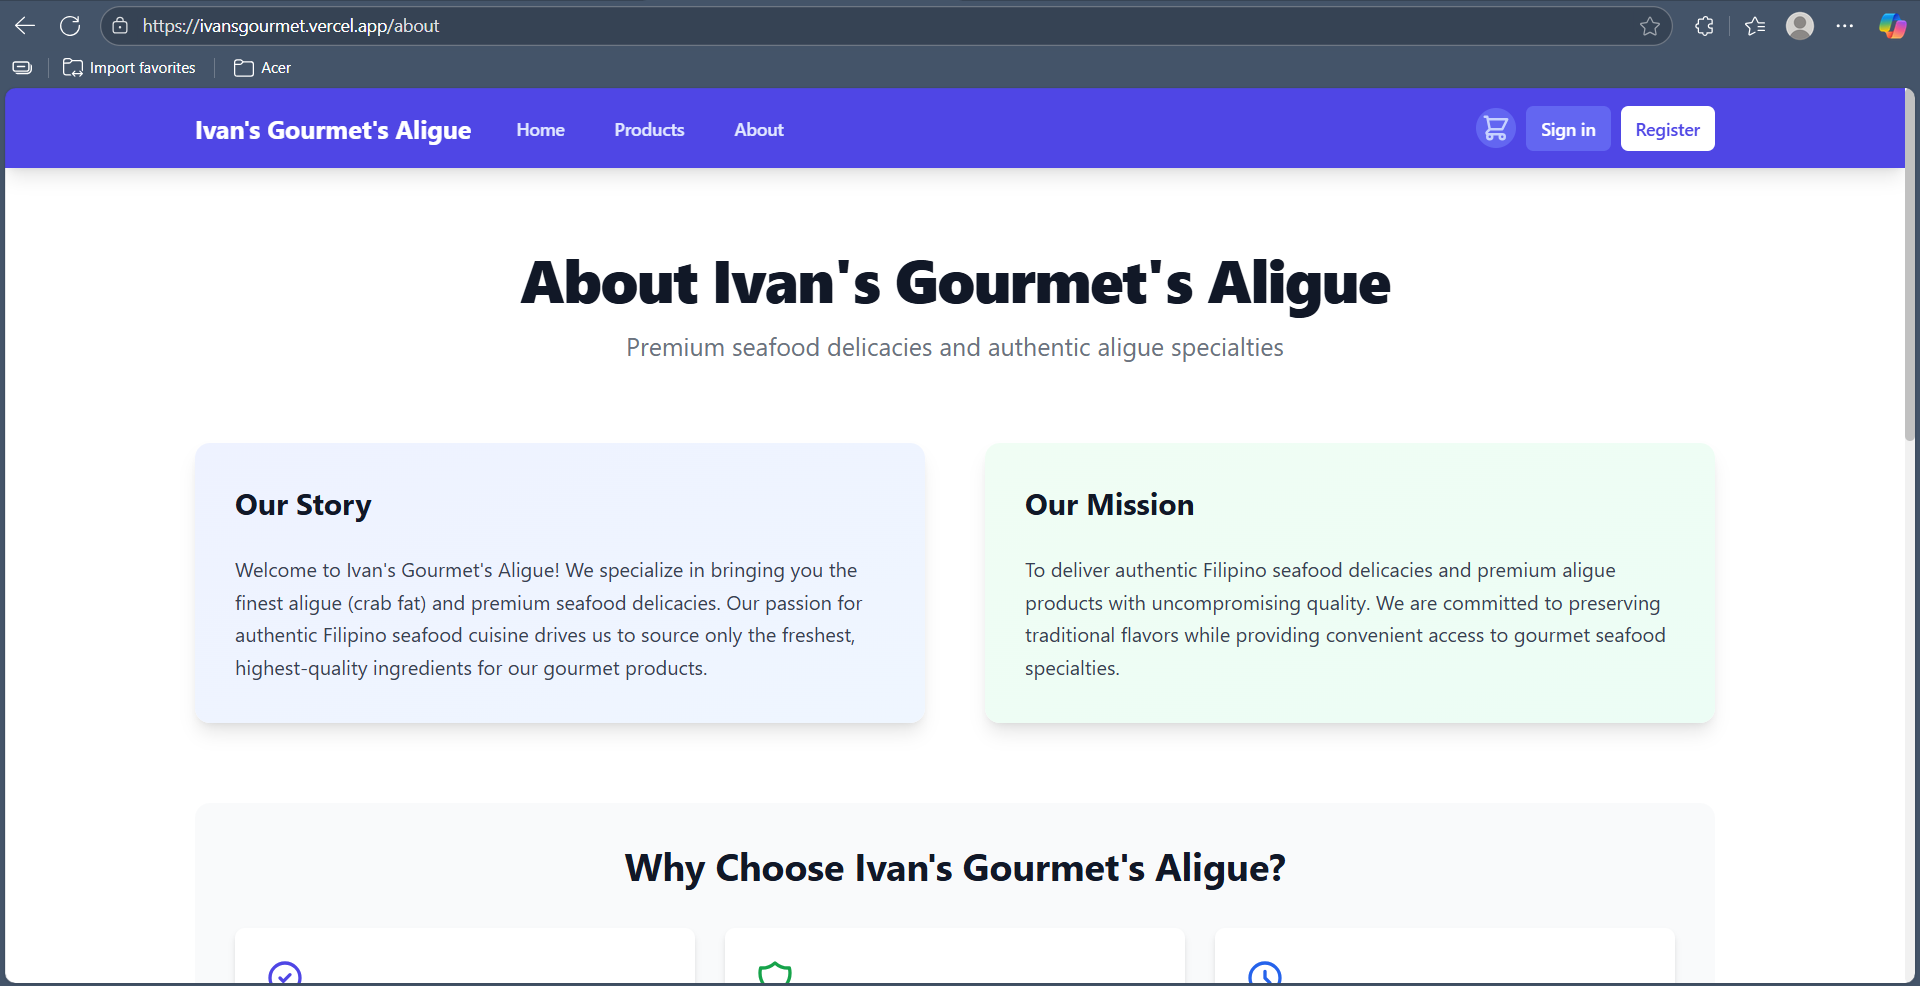 https://ivansgourmet.vercel.app/about
Import favorites
Acer
Ivan's Gourmet's Aligue
Home
Products
About
Sign in
Register
About Ivan's Gourmet's Aligue
Premium seafood delicacies and authentic aligue specialties
Our Story
Welcome to Ivan's Gourmet's Aligue! We specialize in bringing you the
finest aligue (crab fat) and premium seafood delicacies. Our passion for
authentic Filipino seafood cuisine drives us to source only the freshest,
highest-quality ingredients for our gourmet products.
Our Mission
To deliver authentic Filipino seafood delicacies and premium aligue
products with uncompromising quality. We are committed to preserving
traditional flavors while providing convenient access to gourmet seafood
specialties.
Why Choose Ivan's Gourmet's Aligue?